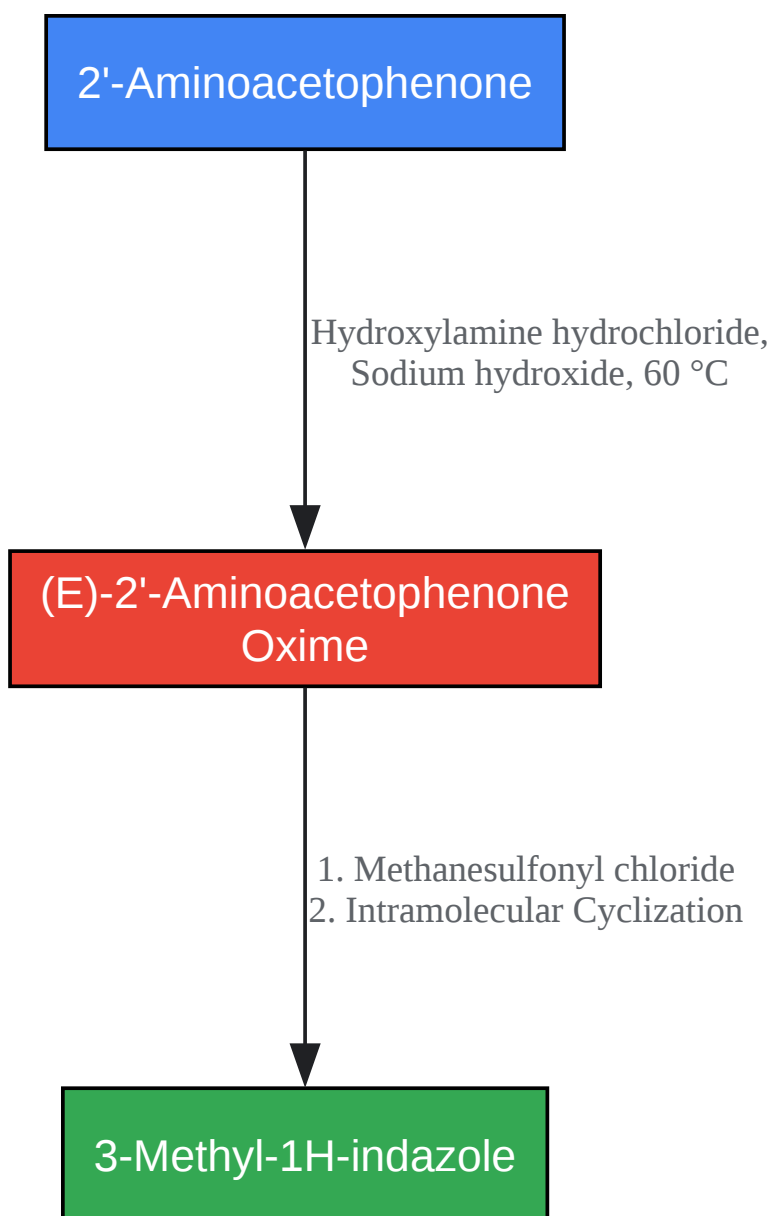 2'-Aminoacetophenone
Hydroxylamine hydrochloride,
Sodium hydroxide, 60 °C
(E)-2'-Aminoacetophenone
Oxime
1. Methanesulfonyl chloride
2. Intramolecular Cyclization
3-Methyl-1H-indazole